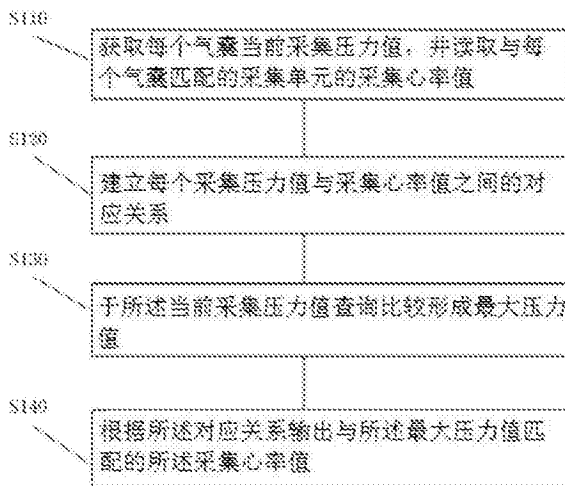 S110
获取每个气囊当前采集压力值，并读取与每
个气囊匹配的采集单元的采集心率值
S120
建立每个采集压力值与采集心率值之间的对
应关系
S130
于所述当前采集压力值查询比较形成最大压力
值
S140
根据所述对应关系输出与所述最大压力值匹
配的所述采集心率值